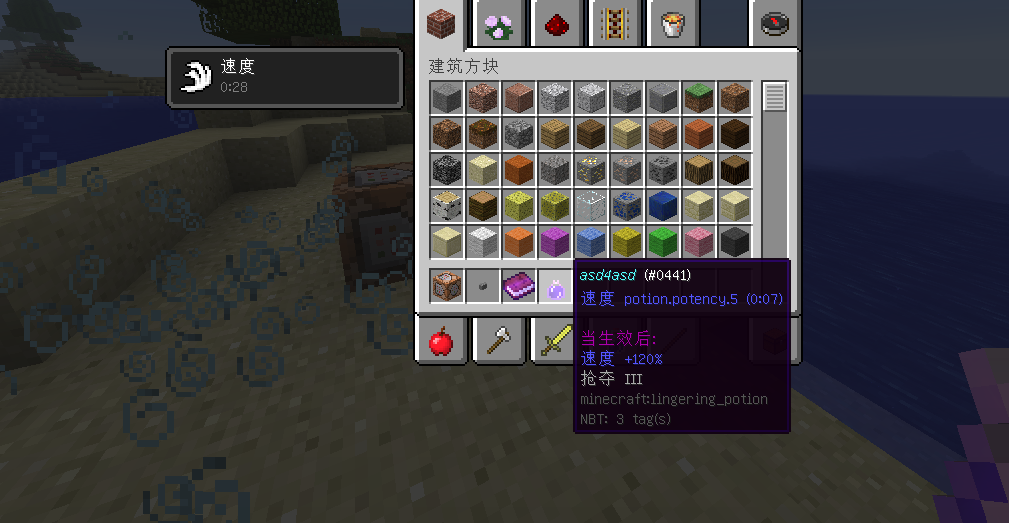 速度
0:28
建筑方块
asd4asd (#0441)
速度 potion.potency.5 (0:07)
当生效后:
速度 +120%
抢夺 III
minecraft:lingering_potion
NBT: 3 tag(s)